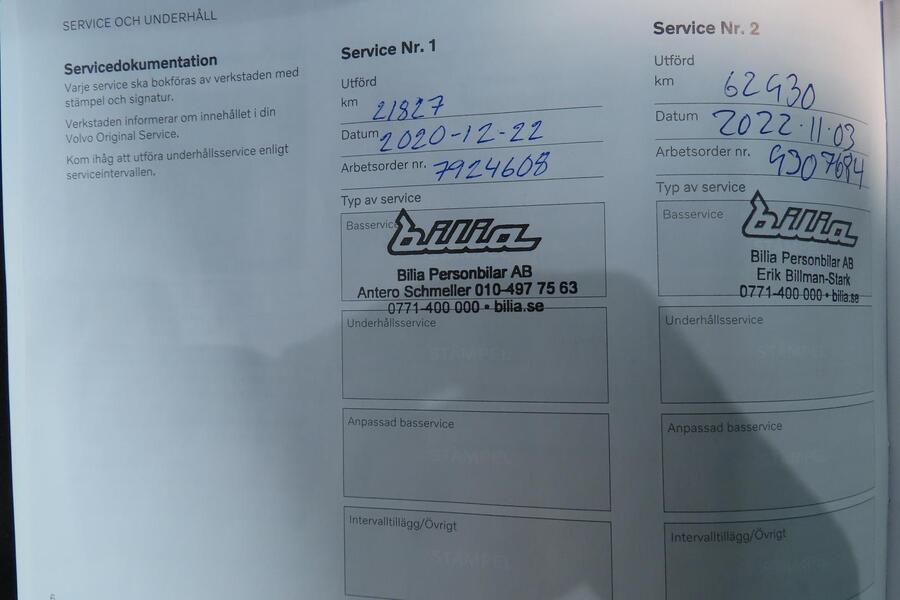 SERVICE OCH UNDERHÅLL
Servicedokumentation
Varje service ska bokföras av verkstaden med
stämpel och signatur.
Verkstaden informerar om innehållet i din
Volvo Original Service.
Kom ihåg att utföra underhållsservice enligt
serviceintervallen.
Service Nr. 1
Utförd
km 21827
Datum 2020-12-22
Arbetsorder nr. 7924608
Typ av service
Basservice
bilia
Bilia Personbilar AB
Antero Schmeller 010-497 75 63
0771-400 000 • bilia.se
Underhållsservice
STÄMPEL
Anpassad basservice
STÄMPEL
Intervalltillägg/Övrigt
STÄMPEL
Service Nr. 2
Utförd
km 62930
Datum 2022.11.03
Arbetsorder nr. 9307684
Typ av service
Basservice
bilia
Bilia Personbilar AB
Erik Billman-Stark
0771-400 000 • bilia.se
Underhållsservice
STÄMPEL
Anpassad basservice
STÄMPEL
Intervalltillägg/Övrigt
6